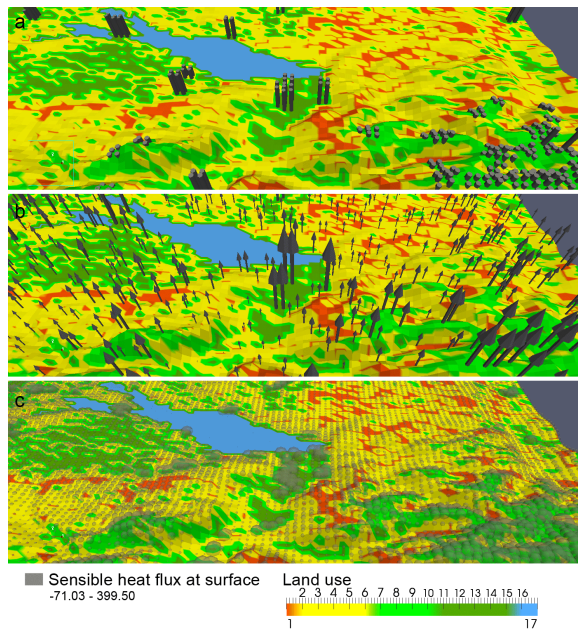 a
b
c
Sensible heat flux at surface
-71.03 - 399.50
Land use
2 3 4 5 6 7 8 9 10 11 12 13 14 15 16
1 17